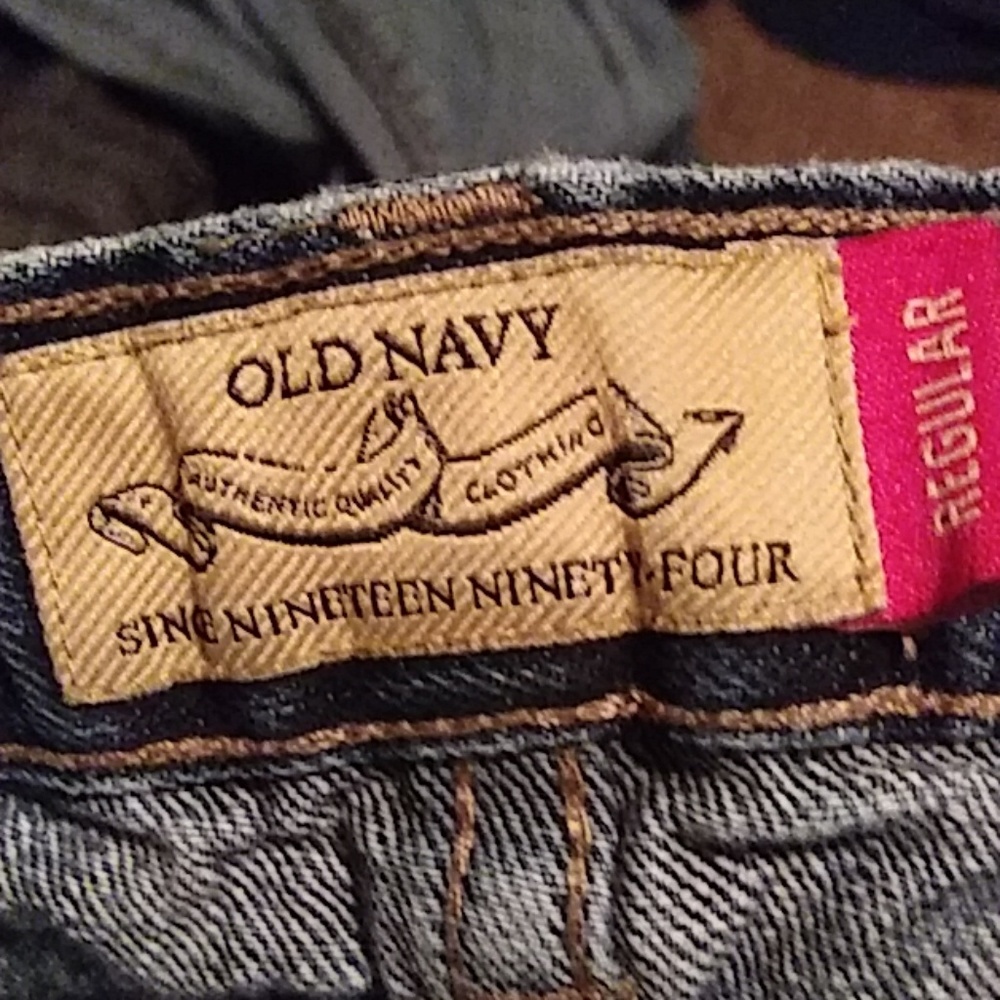 OLD NAVY
AUTHENTIC QUALITY CLOTHING
SINCE NINETEEN NINETY-FOUR
REGULAR